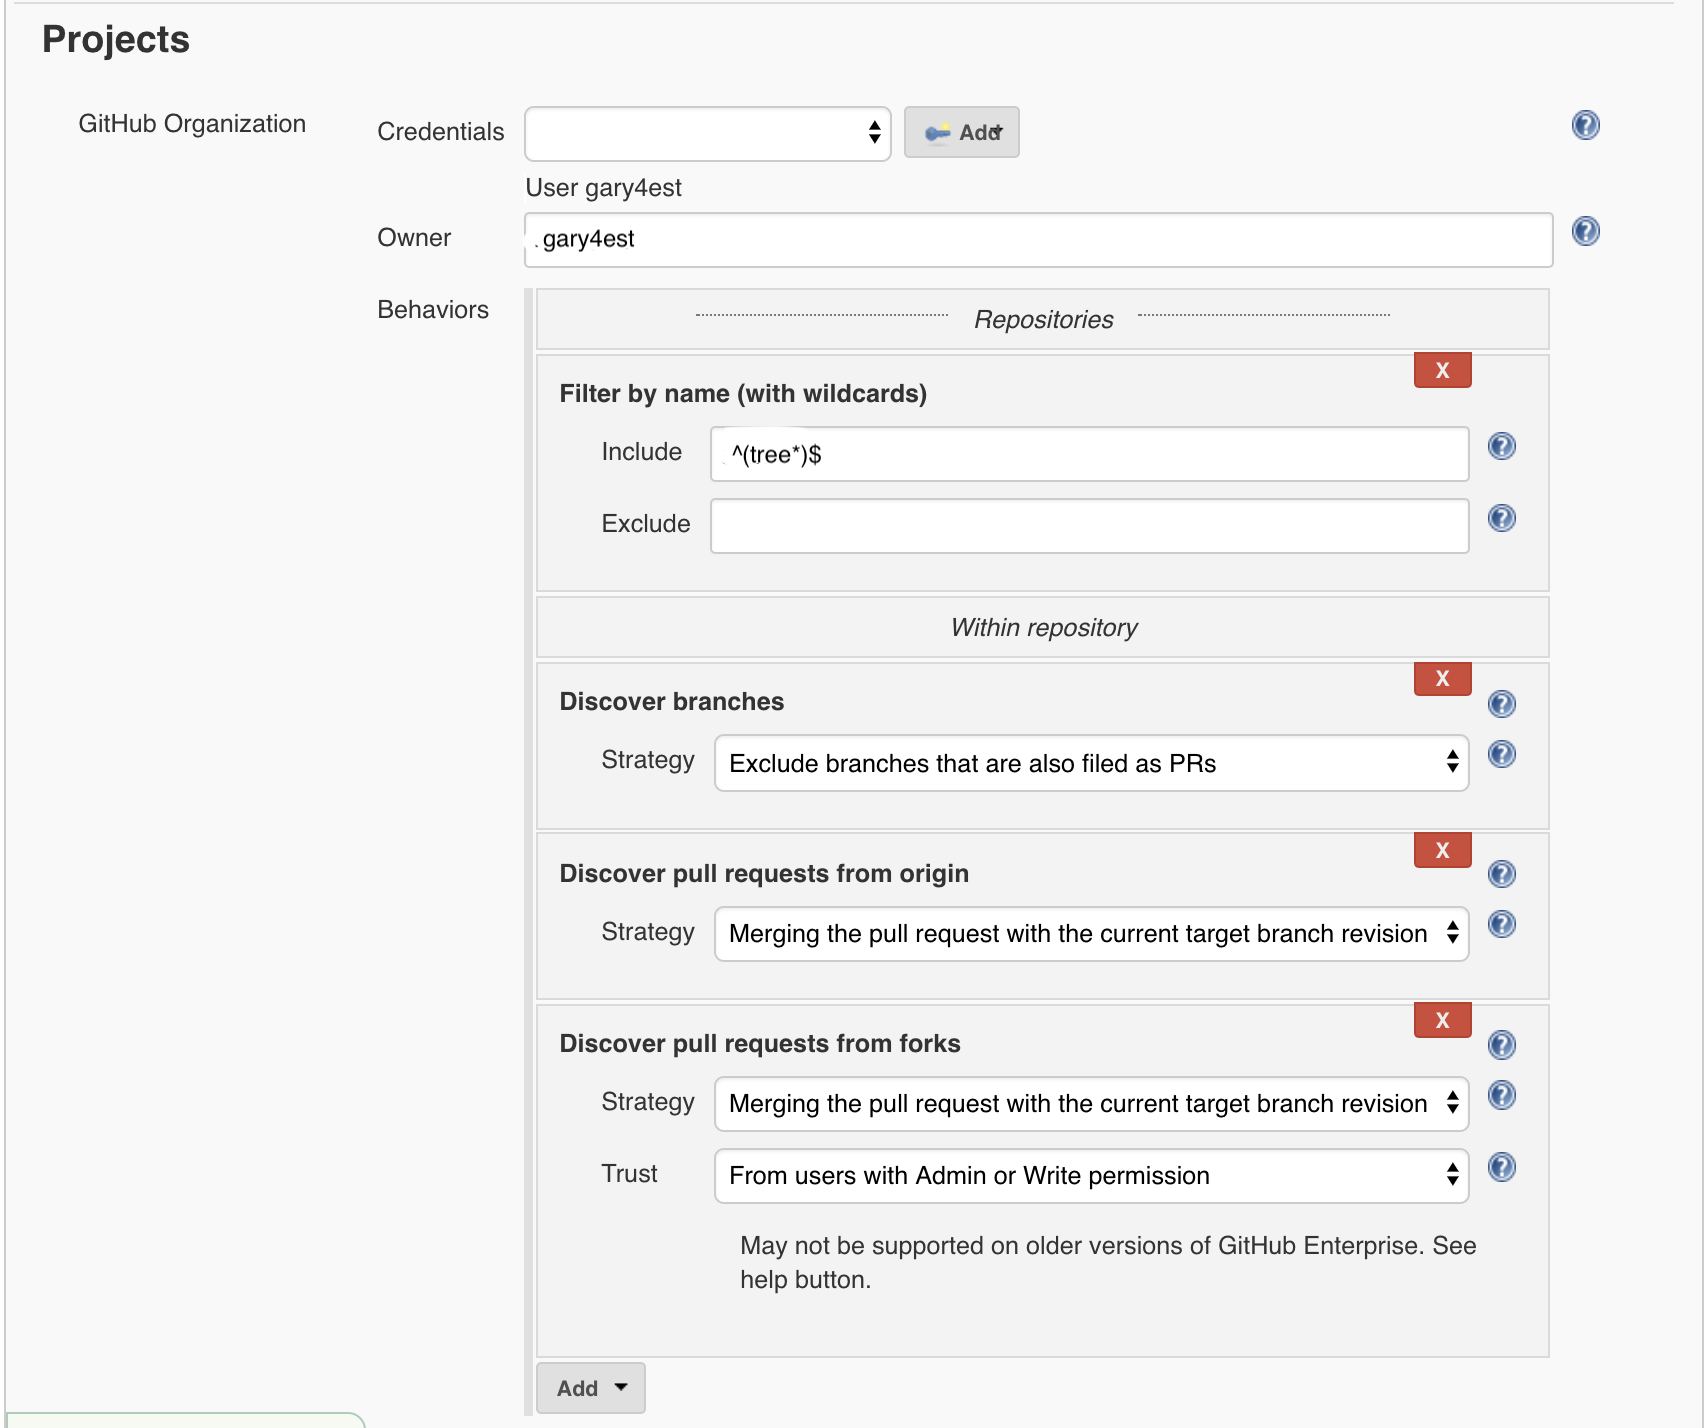 Projects
GitHub Organization
Credentials
Add
User gary4est
Owner
gary4est
Behaviors
Repositories
X
Filter by name (with wildcards)
Include
^(tree*)$
Exclude
Within repository
X
Discover branches
Strategy
Exclude branches that are also filed as PRs
X
Discover pull requests from origin
Strategy
Merging the pull request with the current target branch revision
X
Discover pull requests from forks
Strategy
Merging the pull request with the current target branch revision
Trust
From users with Admin or Write permission
May not be supported on older versions of GitHub Enterprise. See
help button.
Add